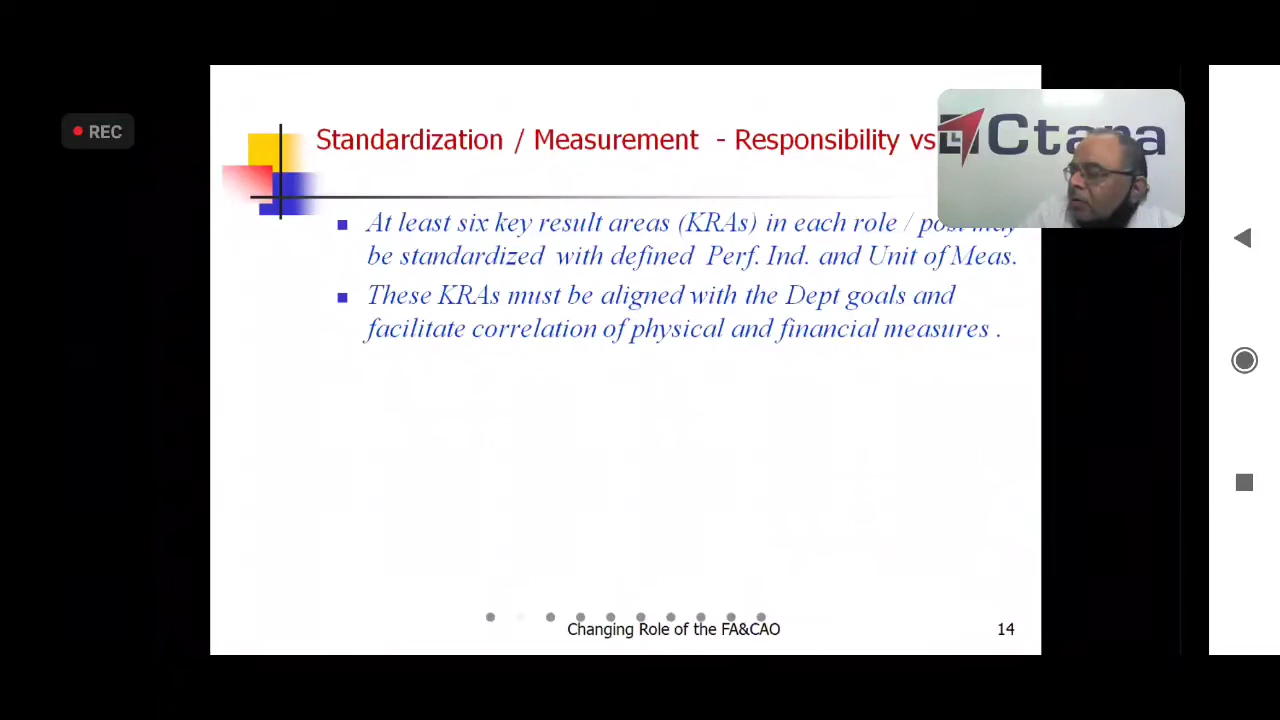 REC
Standardization / Measurement - Responsibility vs
Ctara
At least six key result areas (KRAs) in each role / post may
be standardized with defined Perf. Ind. and Unit of Meas.
These KRAs must be aligned with the Dept goals and
facilitate correlation of physical and financial measures .
Changing Role of the FA&CAO
14